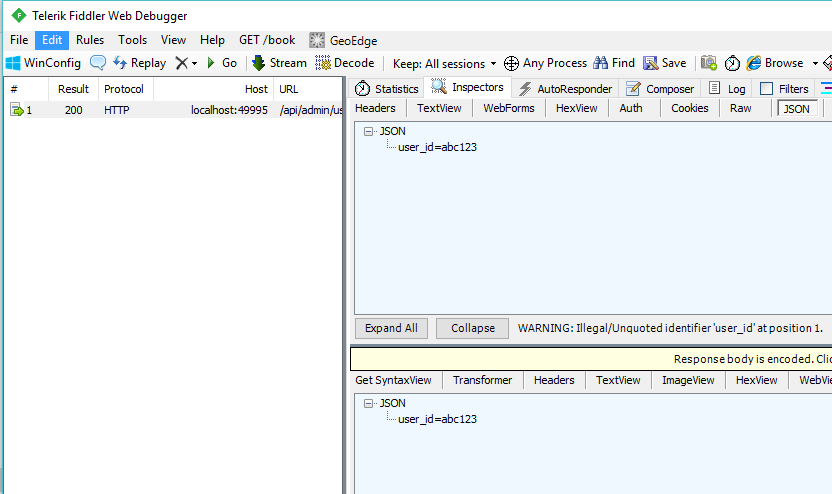 Telerik Fiddler Web Debugger
File Edit Rules Tools View Help GET /book GeoEdge
WinConfig Replay Go Stream Decode Keep: All sessions Any Process Find Save Browse
# Result Protocol Host URL
1 200 HTTP localhost:49995 /api/admin/us
Statistics Inspectors AutoResponder Composer Log Filters
Headers TextView WebForms HexView Auth Cookies Raw JSON
JSON
user_id=abc123
Expand All Collapse WARNING: Illegal/Unquoted identifier 'user_id' at position 1.
Response body is encoded. Clic
Get SyntaxView Transformer Headers TextView ImageView HexView WebVie
JSON
user_id=abc123